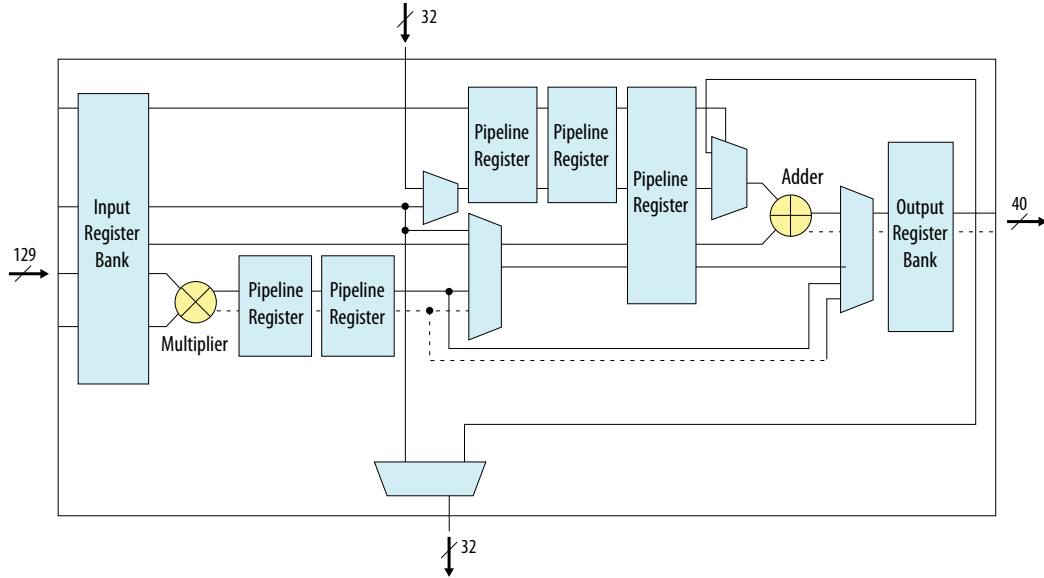 32
Pipeline
Register
Pipeline
Register
Pipeline
Register
Adder
Input
Register
Bank
Output
Register
Bank
40
129
Pipeline
Register
Pipeline
Register
Multiplier
32